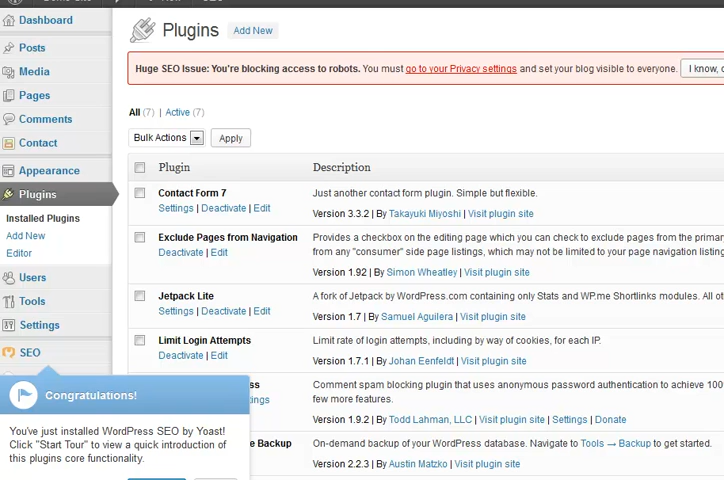 Dashboard
Posts
Media
Pages
Comments
Contact
Appearance
Plugins
Installed Plugins
Add New
Editor
Users
Tools
Settings
SEO
Congratulations!
You've just installed WordPress SEO by Yoast!
Click "Start Tour" to view a quick introduction of
this plugins core functionality.
Plugins Add New
Huge SEO Issue: You're blocking access to robots. You must go to your Privacy settings and set your blog visible to everyone. I know,
All (7) | Active (7)
Bulk Actions Apply
Plugin Description
Contact Form 7 Just another contact form plugin. Simple but flexible.
Settings | Deactivate | Edit Version 3.3.2 | By Takayuki Miyoshi | Visit plugin site
Exclude Pages from Navigation Provides a checkbox on the editing page which you can check to exclude pages from the primary
Deactivate | Edit from any "consumer" side page listings, which may not be limited to your page navigation listing
Version 1.92 | By Simon Wheatley | Visit plugin site
Jetpack Lite A fork of Jetpack by WordPress.com containing only Stats and WP.me Shortlinks modules. All
Settings | Deactivate | Edit Version 1.7 | By Samuel Aguilera | Visit plugin site
Limit Login Attempts Limit rate of login attempts, including by way of cookies, for each IP.
Deactivate | Edit Version 1.7.1 | By Johan Eenfeldt | Visit plugin site
Comment spam blocking plugin that uses anonymous password authentication to achieve 100
few more features.
Version 1.9.2 | By Todd Lahman, LLC | Visit plugin site | Settings | Donate
Backup On-demand backup of your WordPress database. Navigate to Tools → Backup to get started.
Version 2.2.3 | By Austin Matzko | Visit plugin site